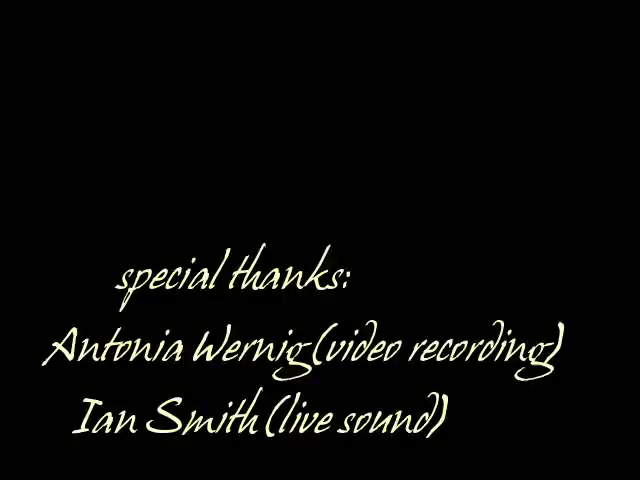 special thanks:
Antonia Wernig (video recording)
Ian Smith (live sound)